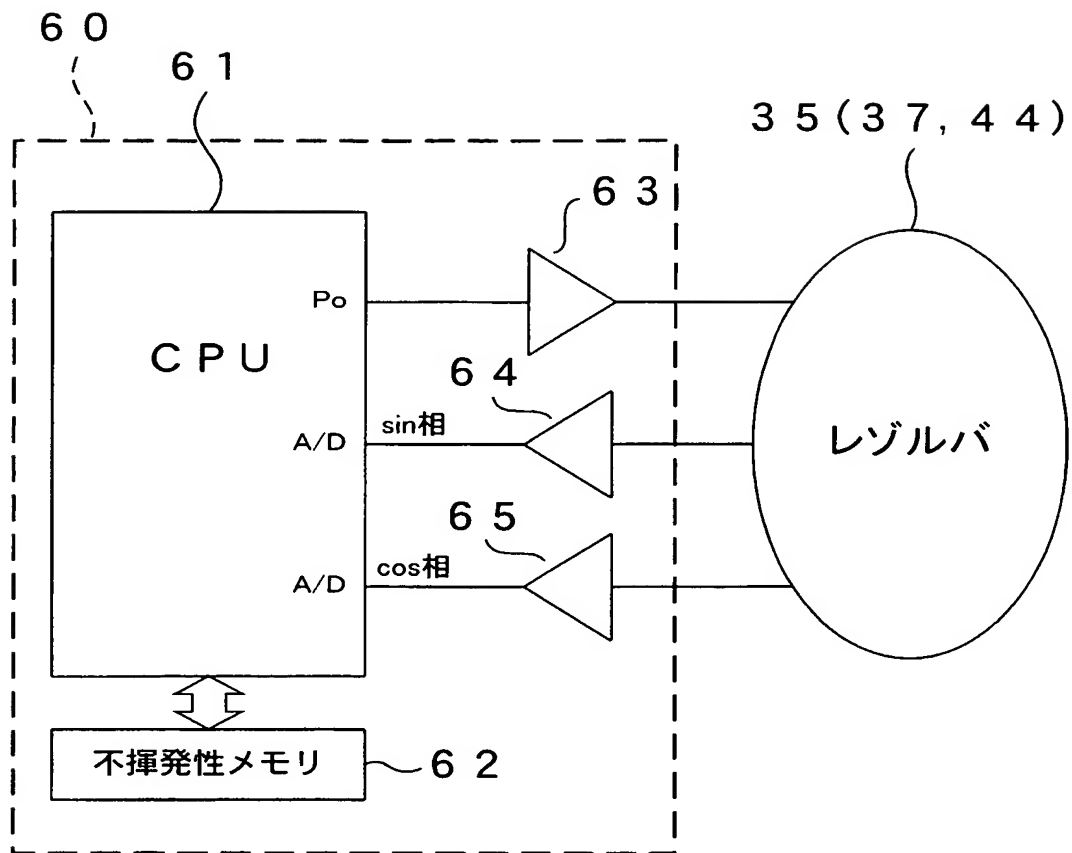 ６０
６１
３５(３７,４４)
６３
Po
CPU
６４
レゾルバ
A/D
sin相
６５
A/D
cos相
不揮発性メモリ
６２